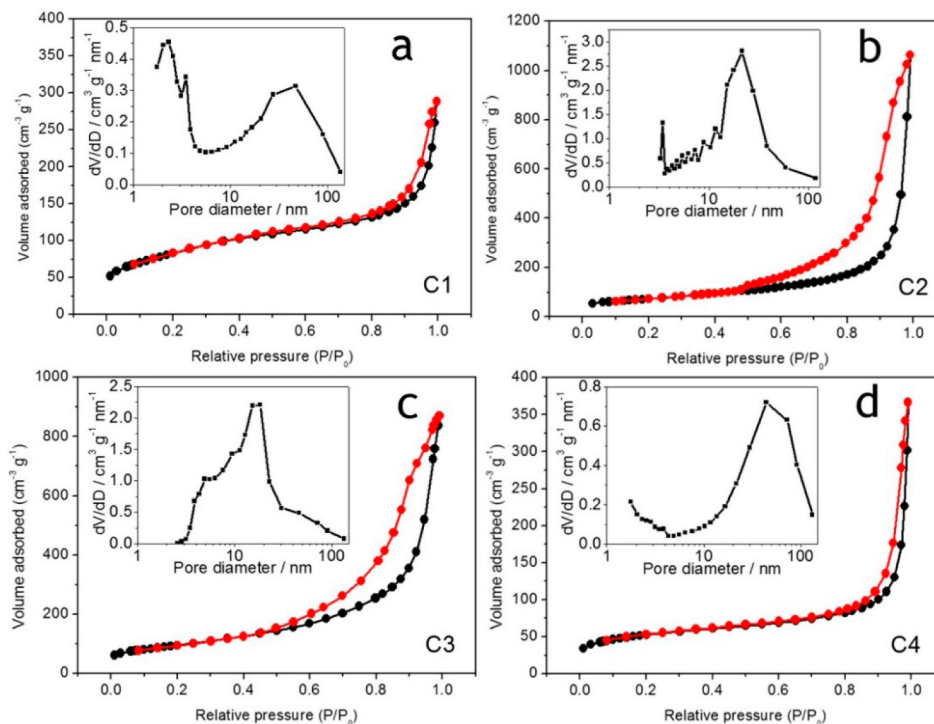 a
400
350
300
250
200
150
100
50
0
Volume adsorbed (cm⁻³ g⁻¹)
0.0 0.2 0.4 0.6 0.8 1.0
Relative pressure (P/P₀)
C1
0.5
0.4
0.3
0.2
0.1
0.0
dV/dD / cm³ g⁻¹ nm⁻¹
1 10 100
Pore diameter / nm
b
1200
1000
800
600
400
200
0
Volume adsorbed (cm⁻³ g⁻¹)
0.0 0.2 0.4 0.6 0.8 1.0
Relative pressure (P/P₀)
C2
3.0
2.5
2.0
1.5
1.0
0.5
0.0
dV/dD / cm³ g⁻¹ nm⁻¹
1 10 100
Pore diameter / nm
c
1000
800
600
400
200
0
Volume adsorbed (cm⁻³ g⁻¹)
0.0 0.2 0.4 0.6 0.8 1.0
Relative pressure (P/P₀)
C3
2.5
2.0
1.5
1.0
0.5
0.0
dV/dD / cm³ g⁻¹ nm⁻¹
1 10 100
Pore diameter / nm
d
400
350
300
250
200
150
100
50
0
Volume adsorbed (cm⁻³ g⁻¹)
0.0 0.2 0.4 0.6 0.8 1.0
Relative pressure (P/P₀)
C4
0.8
0.6
0.4
0.2
0.0
dV/dD / cm³ g⁻¹ nm⁻¹
1 10 100
Pore diameter / nm